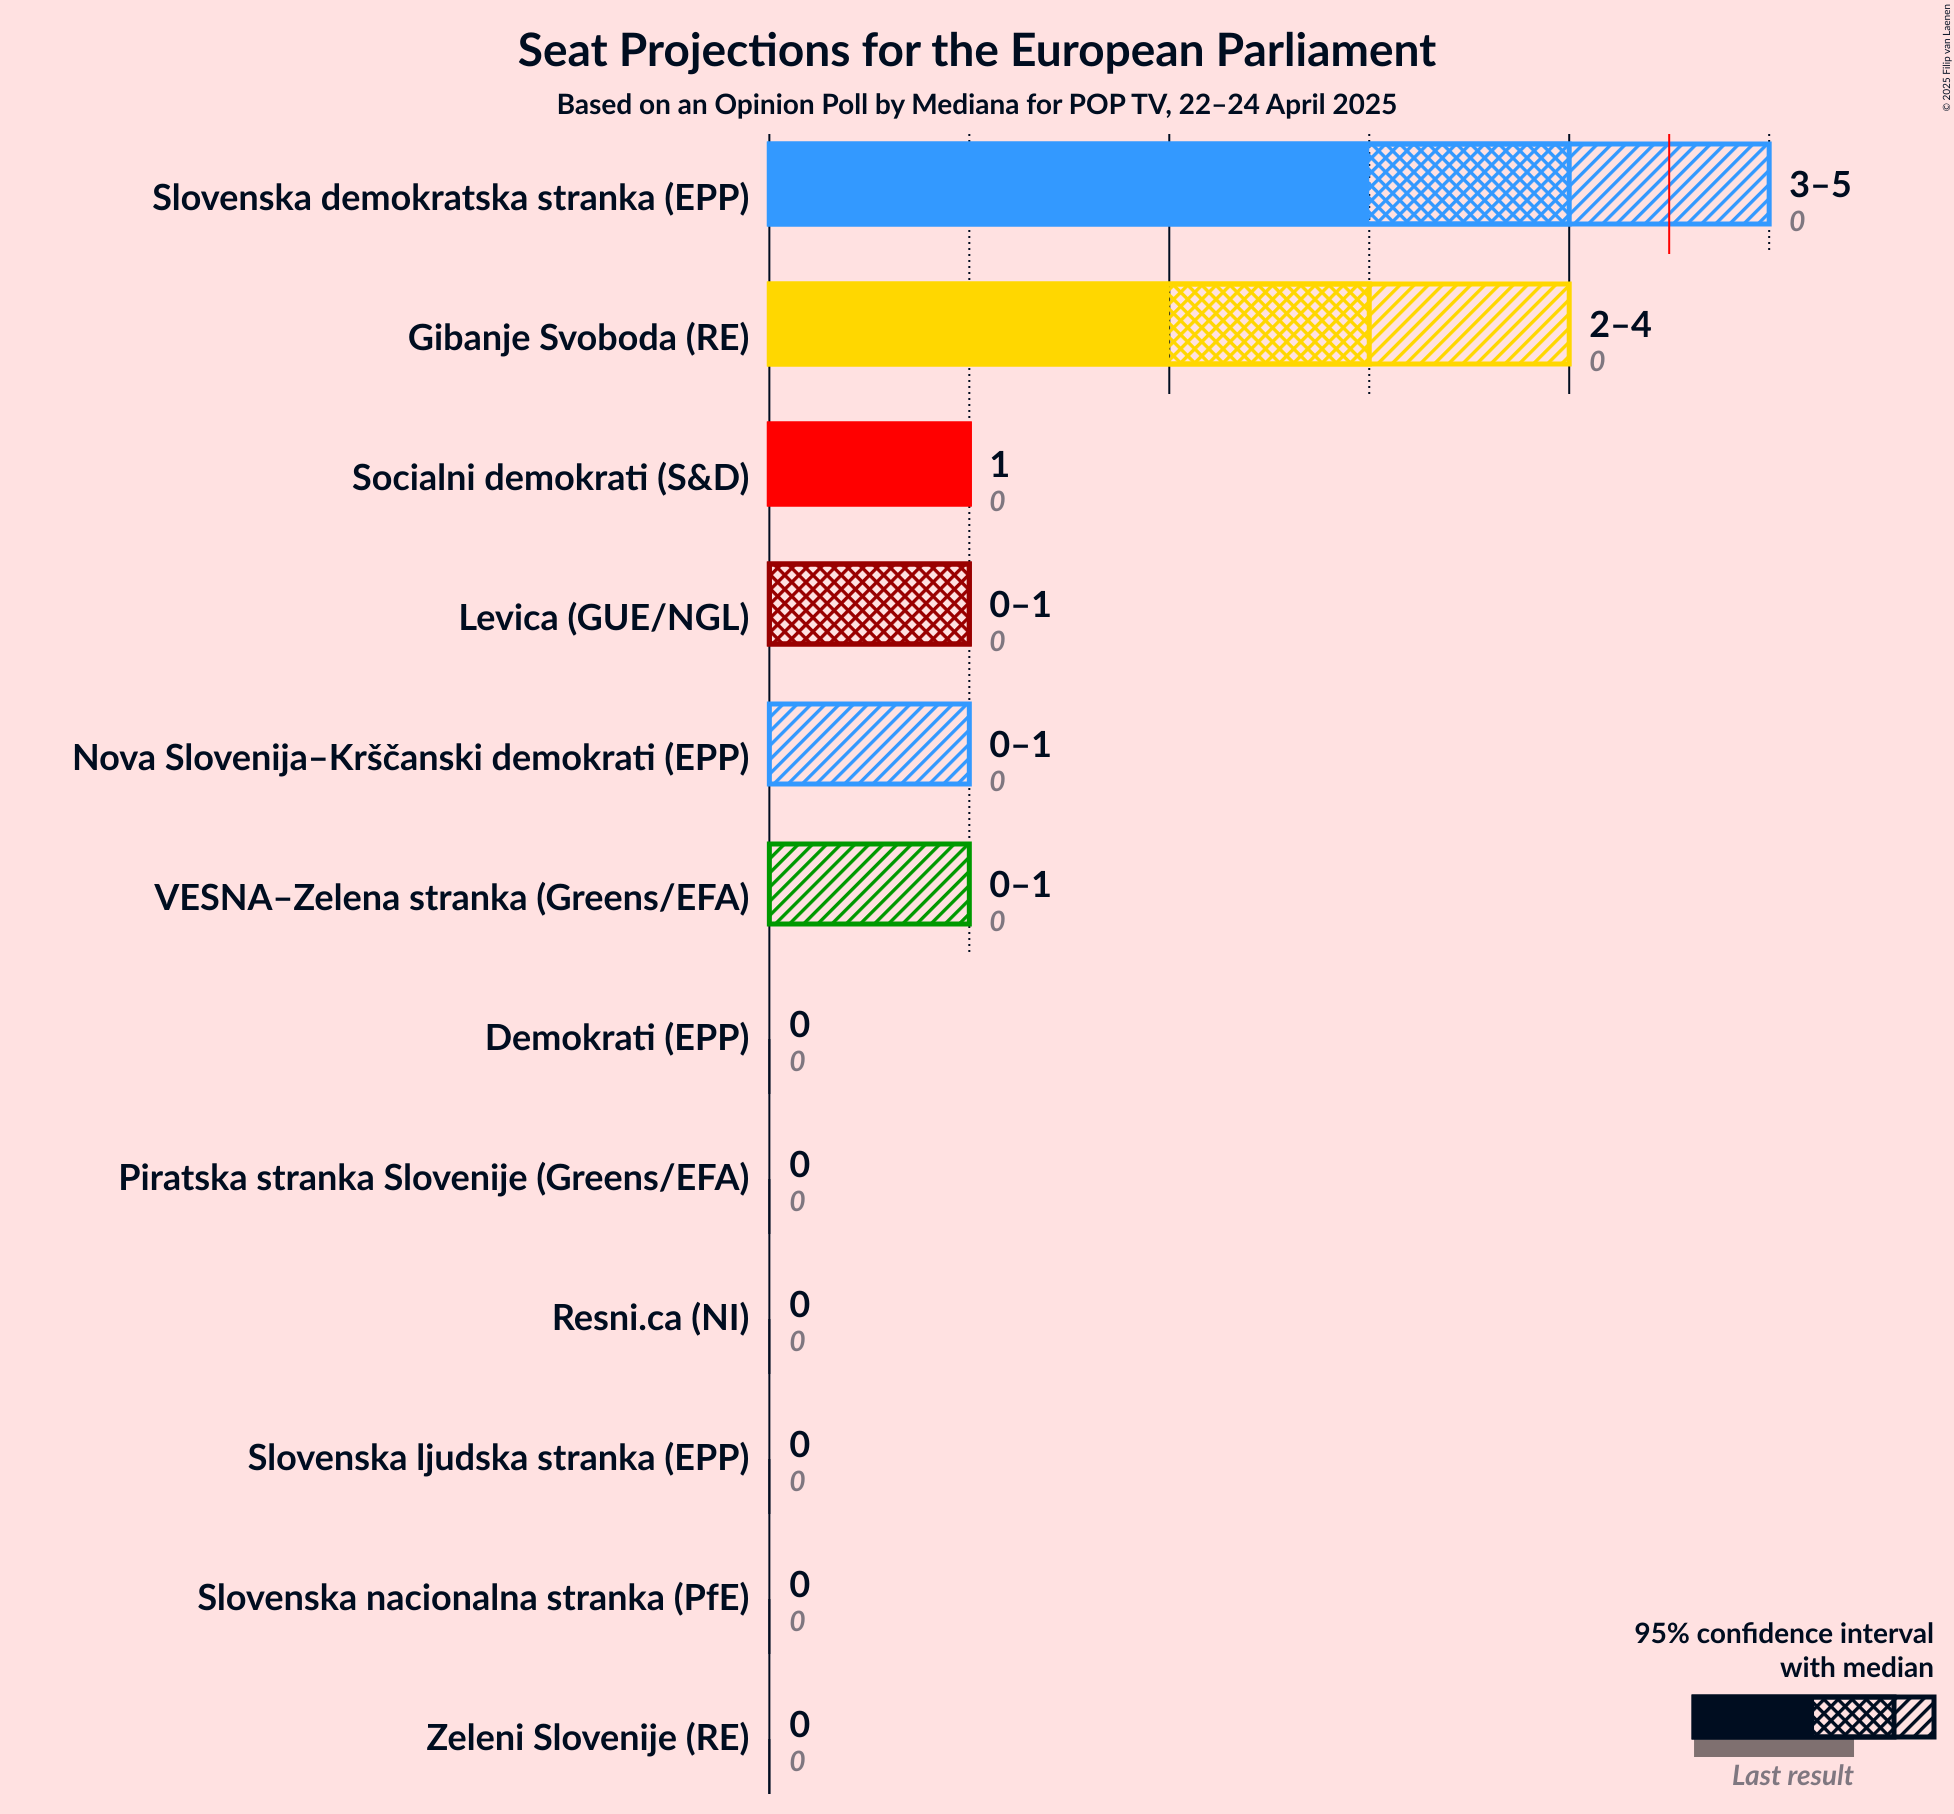 Seat Projections for the European Parliament
Based on an Opinion Poll by Mediana for POP TV, 22–24 April 2025
© 2025 Filip van Laenen
Slovenska demokratska stranka (EPP)
3–5
0
Gibanje Svoboda (RE)
2–4
0
Socialni demokrati (S&D)
1
0
Levica (GUE/NGL)
0–1
0
Nova Slovenija–Krščanski demokrati (EPP)
0–1
0
VESNA–Zelena stranka (Greens/EFA)
0–1
0
Demokrati (EPP)
0
0
Piratska stranka Slovenije (Greens/EFA)
0
0
Resni.ca (NI)
0
0
Slovenska ljudska stranka (EPP)
0
0
Slovenska nacionalna stranka (PfE)
0
0
Zeleni Slovenije (RE)
0
0
95% confidence interval
with median
Last result